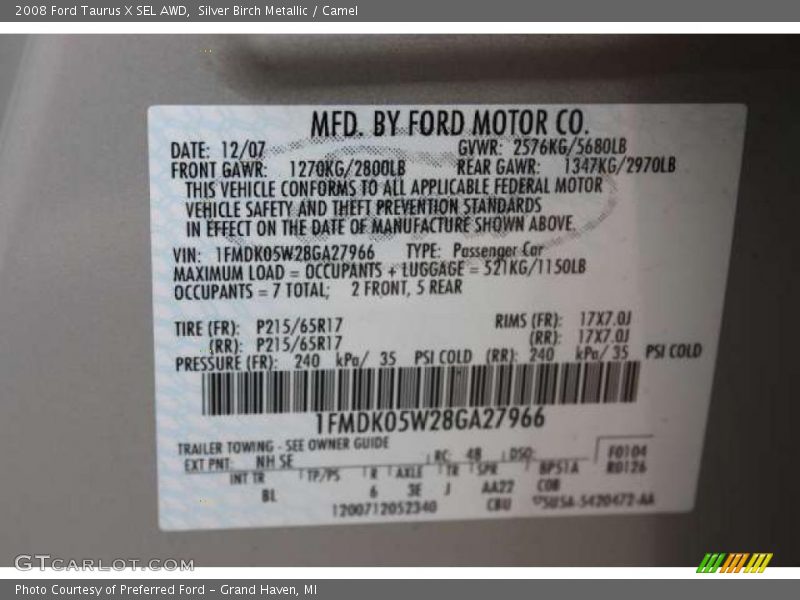 2008 Ford Taurus X SEL AWD, Silver Birch Metallic / Camel
MFD. BY FORD MOTOR CO.
DATE: 12/07 GVWR: 2576KG/5680LB
FRONT GAWR: 1270KG/2800LB REAR GAWR: 1347KG/2970LB
THIS VEHICLE CONFORMS TO ALL APPLICABLE FEDERAL MOTOR
VEHICLE SAFETY AND THEFT PREVENTION STANDARDS
IN EFFECT ON THE DATE OF MANUFACTURE SHOWN ABOVE.
VIN: 1FMDK05W28GA27966 TYPE: Passenger Car
MAXIMUM LOAD = OCCUPANTS + LUGGAGE = 521KG/1150LB
OCCUPANTS = 7 TOTAL; 2 FRONT, 5 REAR
TIRE (FR): P215/65R17 RIMS (FR): 17X7.0J
(RR): P215/65R17 (RR): 17X7.0J
PRESSURE (FR): 240 kPa/ 35 PSI COLD (RR): 240 kPa/ 35 PSI COLD
1FMDK05W28GA27966
TRAILER TOWING - SEE OWNER GUIDE
EXT PNT: NH SE RC: 48 DSO: F0104
INT TR TP/PS R AXLE TR SPR BPS1A R0126
BL 6 3E J AA22 COB
1200712052340 CBU 5U5A-5420472-AA
GTCARLOT.COM
Photo Courtesy of Preferred Ford – Grand Haven, MI